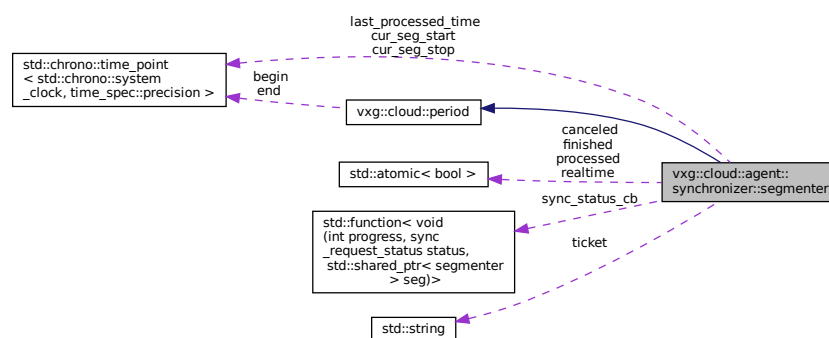 last_processed_time
cur_seg_start
cur_seg_stop
std::chrono::time_point
< std::chrono::system
_clock, time_spec::precision >
begin
end
vxg::cloud::period
canceled
finished
processed
realtime
std::atomic< bool >
vxg::cloud::agent::
synchronizer::segmenter
sync_status_cb
std::function< void
(int progress, sync
_request_status status,
std::shared_ptr< segmenter
> seg)>
ticket
std::string